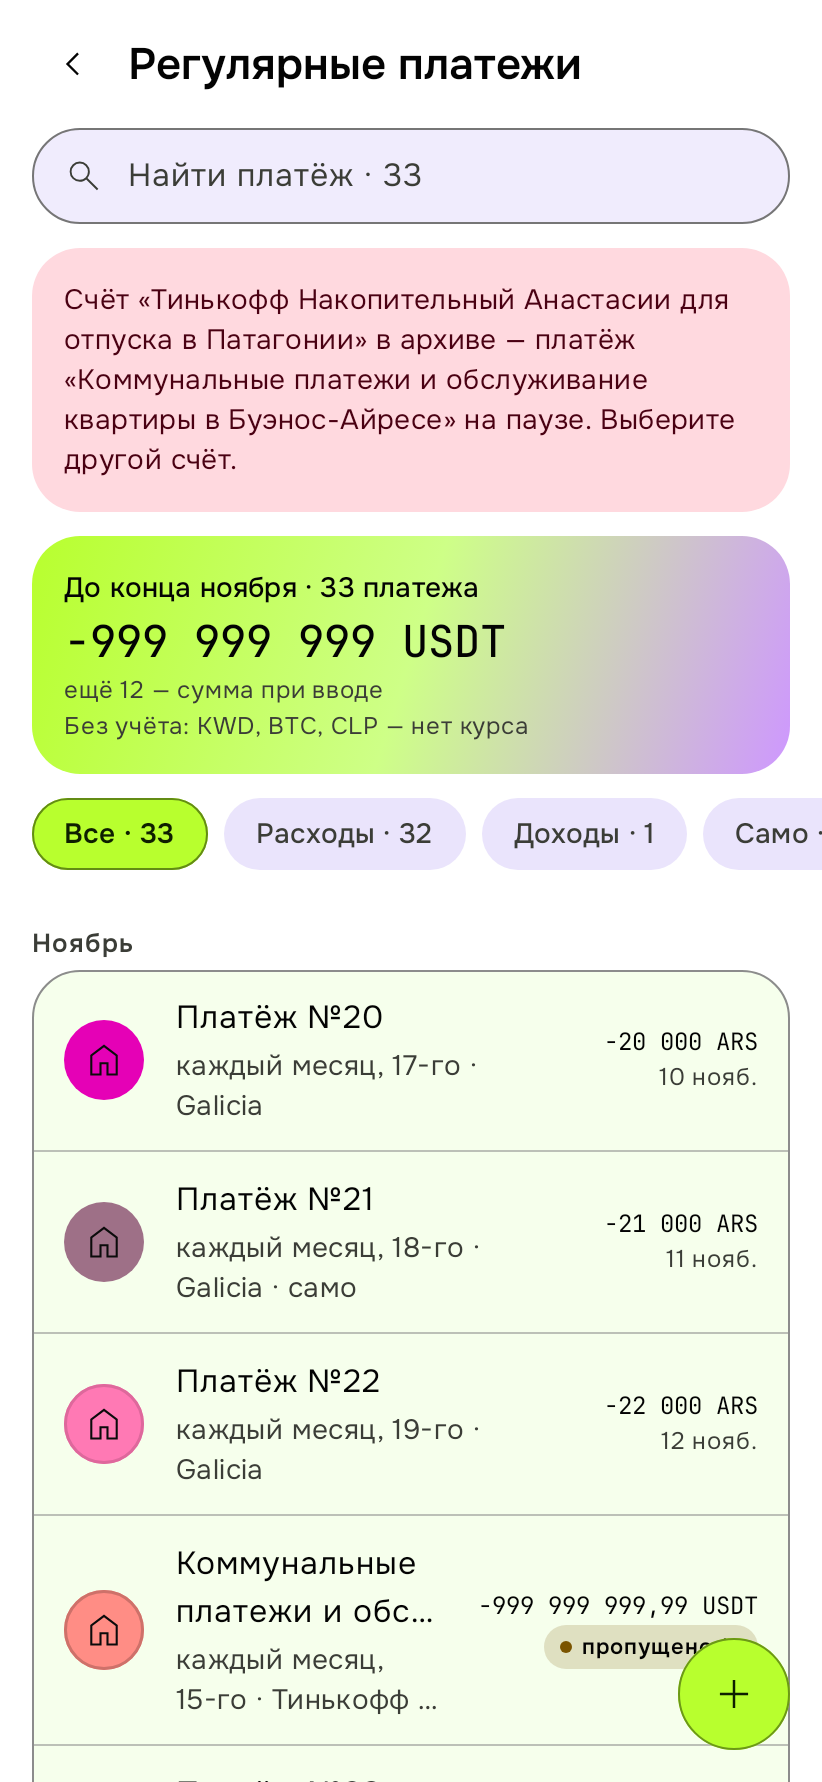 Регулярные платежи
Найти платёж · 33
Счёт «Тинькофф Накопительный Анастасии для
отпуска в Патагонии» в архиве — платёж
«Коммунальные платежи и обслуживание
квартиры в Буэнос-Айресе» на паузе. Выберите
другой счёт.
До конца ноября · 33 платежа
-999 999 999 USDT
ещё 12 — сумма при вводе
Без учёта: KWD, BTC, CLP — нет курса
Все · 33
Расходы · 32
Доходы · 1
Само ·
Ноябрь
Платёж №20
каждый месяц, 17-го ·
Galicia
-20 000 ARS
10 нояб.
Платёж №21
каждый месяц, 18-го ·
Galicia · само
-21 000 ARS
11 нояб.
Платёж №22
каждый месяц, 19-го ·
Galicia
-22 000 ARS
12 нояб.
Коммунальные
платежи и обс…
каждый месяц,
15-го · Тинькофф …
-999 999 999,99 USDT